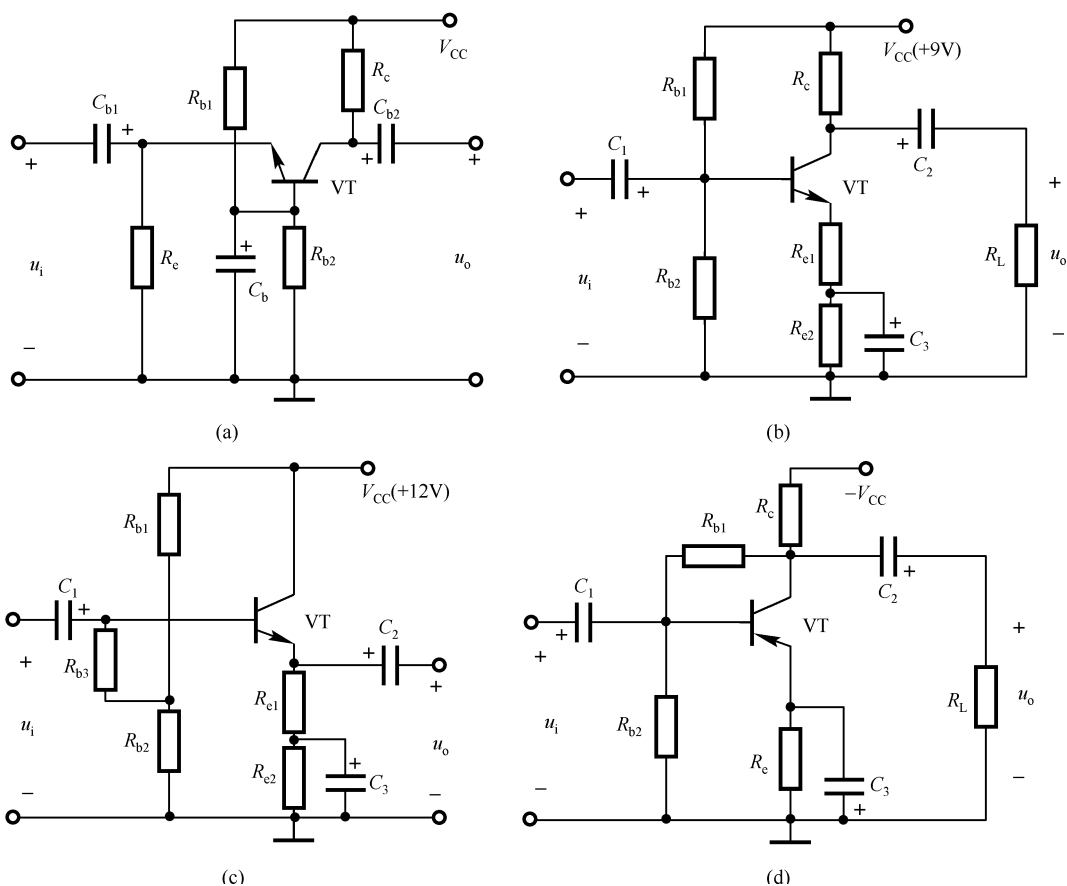 V_CC
R_c
R_b1
C_b1
C_b2
+
+
+
+
VT
+
R_e
R_b2
u_i
C_b
u_o
−
−
(a)
V_CC(+9V)
R_c
R_b1
C_1
+
C_2
+
VT
+
+
R_e1
u_i
R_b2
R_L
u_o
R_e2
+
C_3
−
−
(b)
V_CC(+12V)
R_b1
C_1
+
VT
C_2
+
+
R_b3
+
R_e1
u_i
R_b2
u_o
R_e2
+
C_3
−
−
(c)
−V_CC
R_c
R_b1
C_1
+
C_2
+
VT
+
+
R_b2
R_L
u_i
u_o
R_e
C_3
+
−
−
(d)